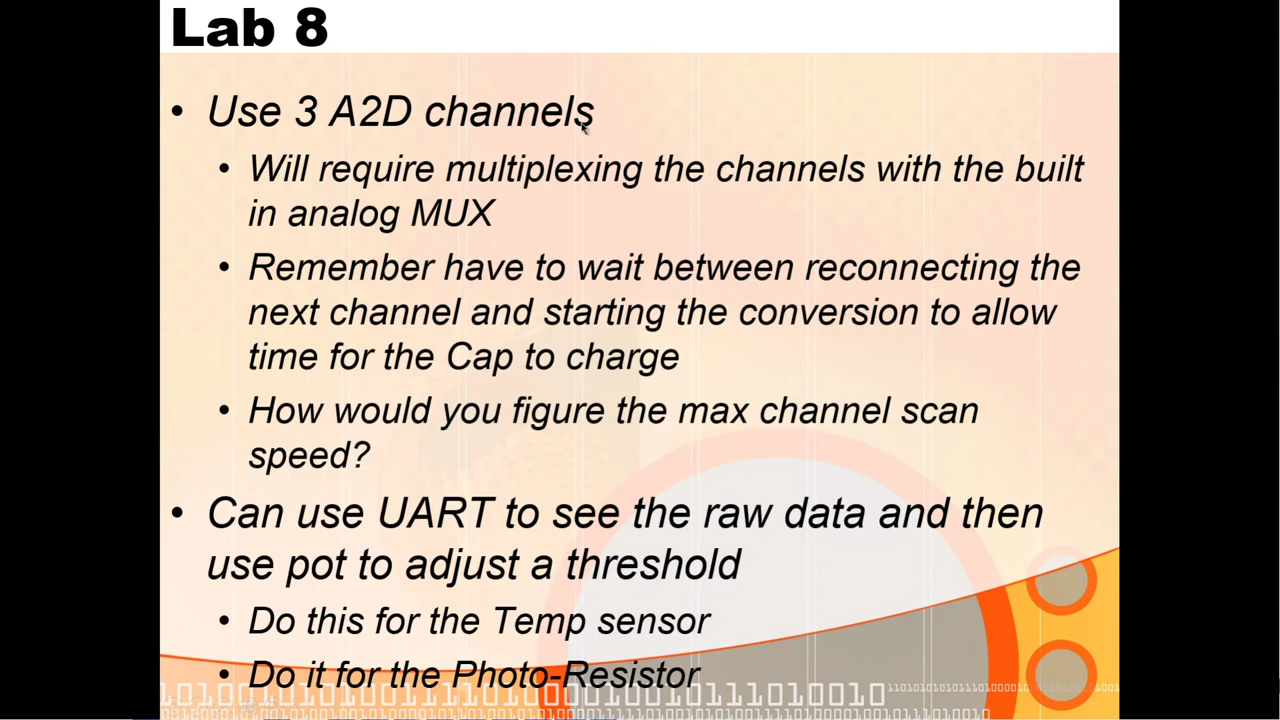 Lab 8
• Use 3 A2D channels
• Will require multiplexing the channels with the built
in analog MUX
• Remember have to wait between reconnecting the
next channel and starting the conversion to allow
time for the Cap to charge
• How would you figure the max channel scan
speed?
• Can use UART to see the raw data and then
use pot to adjust a threshold
• Do this for the Temp sensor
• Do it for the Photo-Resistor